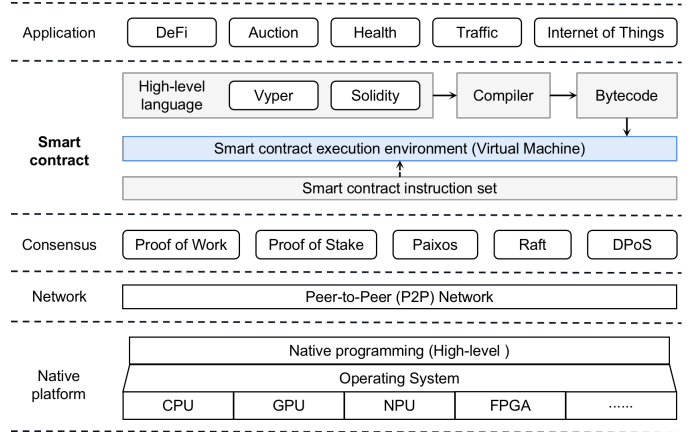 Application
DeFi
Auction
Health
Traffic
Internet of Things
Smart
contract
High-level
language
Vyper
Solidity
Compiler
Bytecode
Smart contract execution environment (Virtual Machine)
Smart contract instruction set
Consensus
Proof of Work
Proof of Stake
Paixos
Raft
DPoS
Network
Peer-to-Peer (P2P) Network
Native
platform
Native programming (High-level )
Operating System
CPU
GPU
NPU
FPGA
......